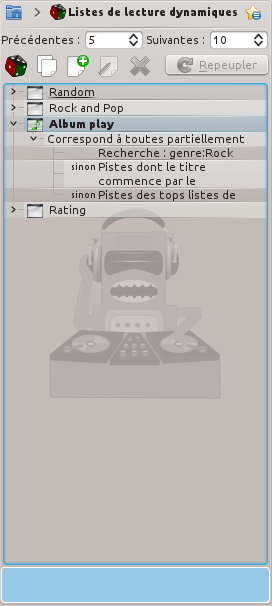 Listes de lecture dynamiques
Précédentes : 5 Suivantes : 10
Repeupler
Random
Rock and Pop
Album play
Correspond à toutes partiellement
Recherche : genre:Rock
sinon Pistes dont le titre
commence par le
sinon Pistes des tops listes de
Rating